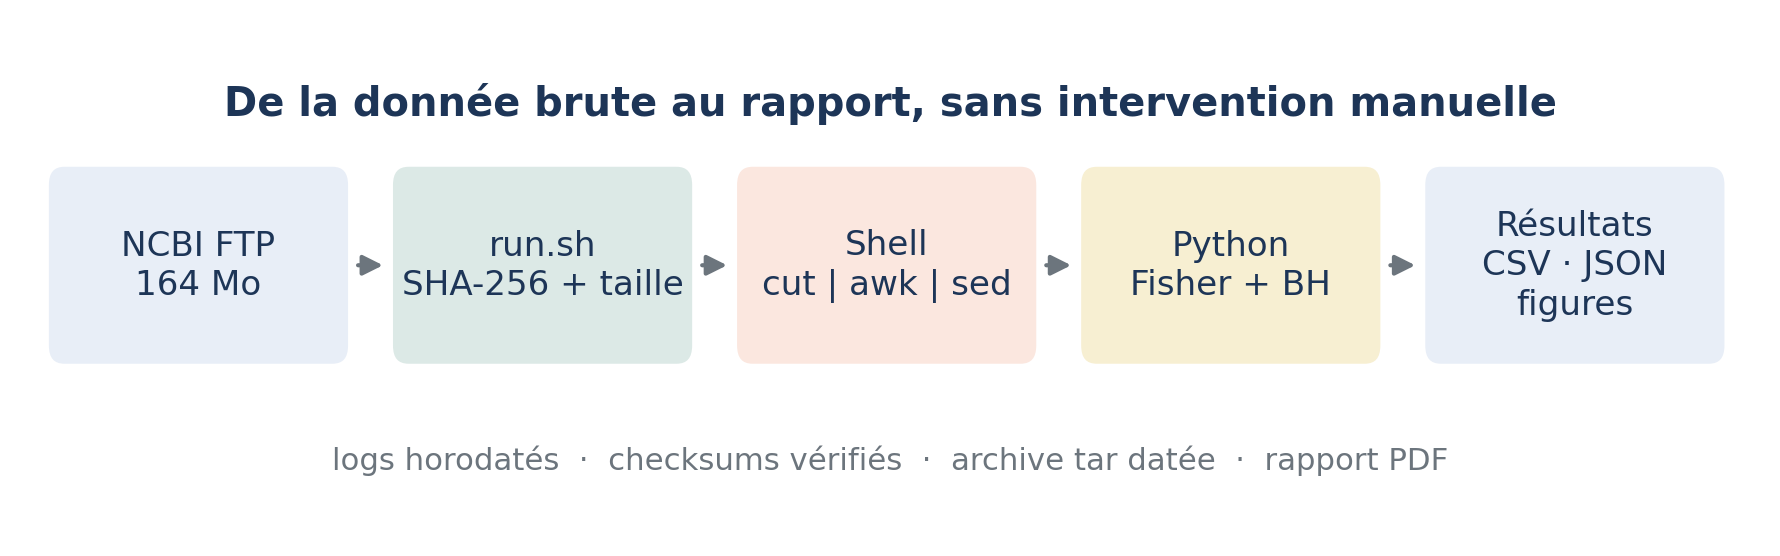 De la donnée brute au rapport, sans intervention manuelle
NCBI FTP
164 Mo
run.sh
SHA-256 + taille
Shell
cut | awk | sed
Python
Fisher + BH
Résultats
CSV · JSON
figures
logs horodatés · checksums vérifiés · archive tar datée · rapport PDF